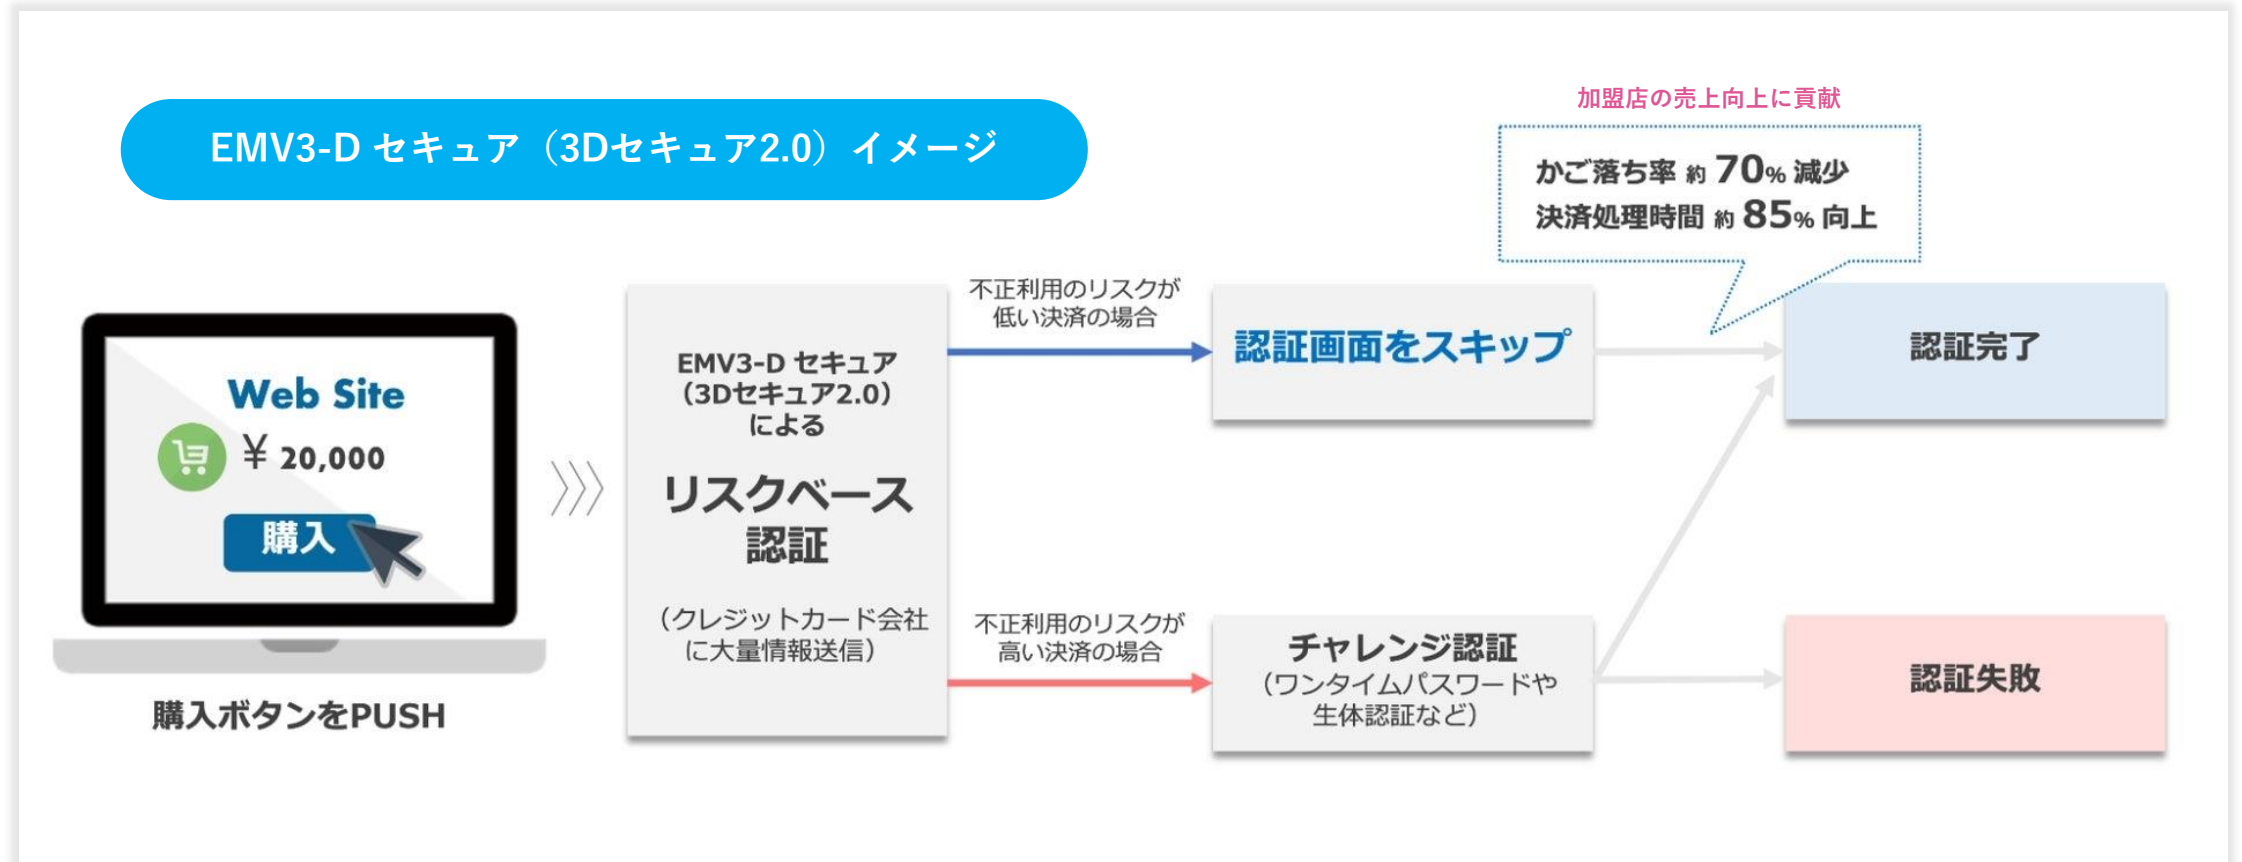 EMV3-D セキュア（3Dセキュア2.0）イメージ
加盟店の売上向上に貢献
かご落ち率 約 70% 減少
決済処理時間 約 85% 向上
Web Site
¥ 20,000
購入
購入ボタンをPUSH
EMV3-D セキュア
（3Dセキュア2.0）
による
リスクベース
認証
（クレジットカード会社
に大量情報送信）
不正利用のリスクが
低い決済の場合
認証画面をスキップ
認証完了
不正利用のリスクが
高い決済の場合
チャレンジ認証
（ワンタイムパスワードや
生体認証など）
認証失敗